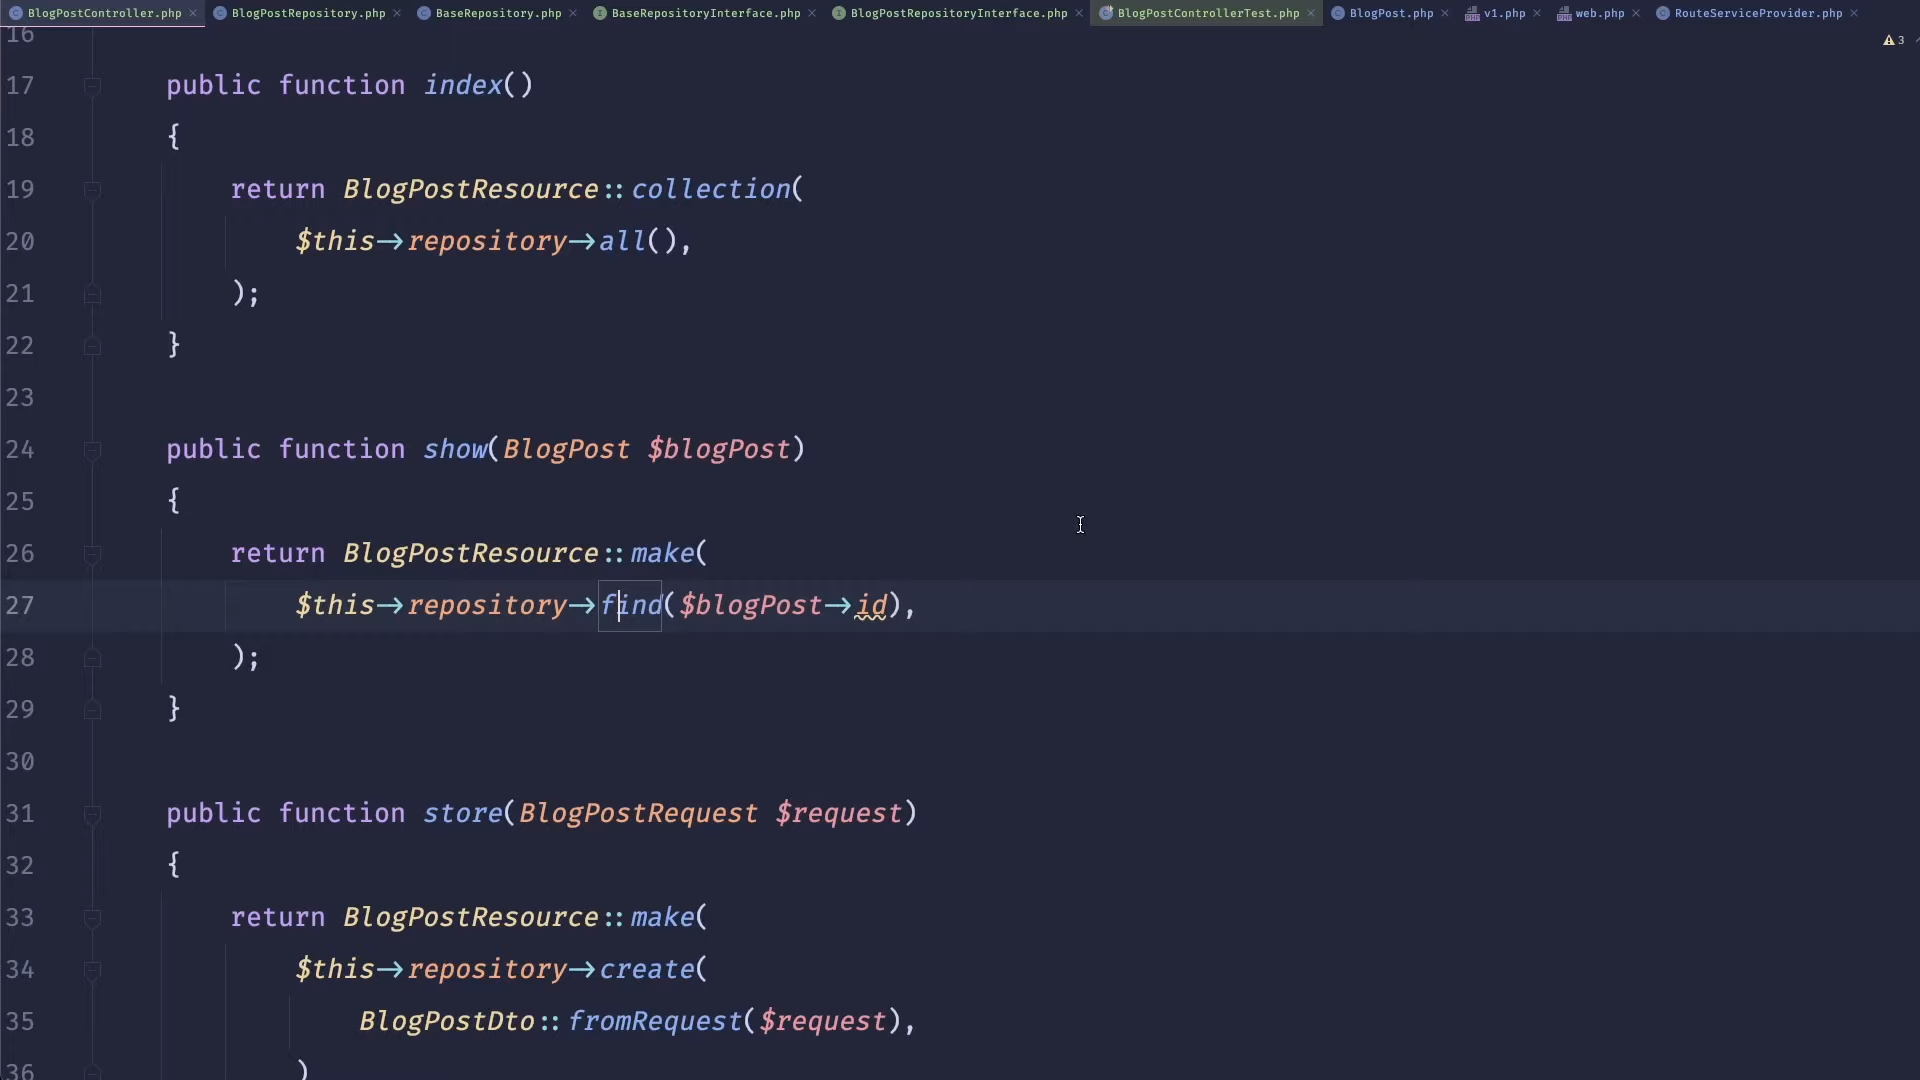 BlogPostController.php BlogPostRepository.php BaseRepository.php BaseRepositoryInterface.php BlogPostRepositoryInterface.php BlogPostControllerTest.php BlogPost.php v1.php web.php RouteServiceProvider.php
3
16
17 public function index()
18 {
19 return BlogPostResource::collection(
20 $this->repository->all(),
21 );
22 }
23
24 public function show(BlogPost $blogPost)
25 {
26 return BlogPostResource::make(
27 $this->repository->find($blogPost->id),
28 );
29 }
30
31 public function store(BlogPostRequest $request)
32 {
33 return BlogPostResource::make(
34 $this->repository->create(
35 BlogPostDto::fromRequest($request),
36 )